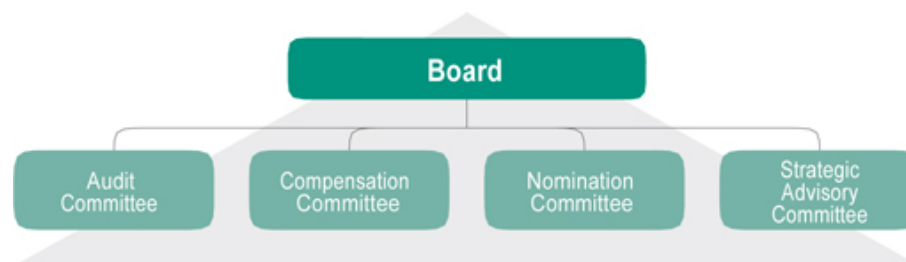 Board
Audit
Committee
Compensation
Committee
Nomination
Committee
Strategic
Advisory
Committee